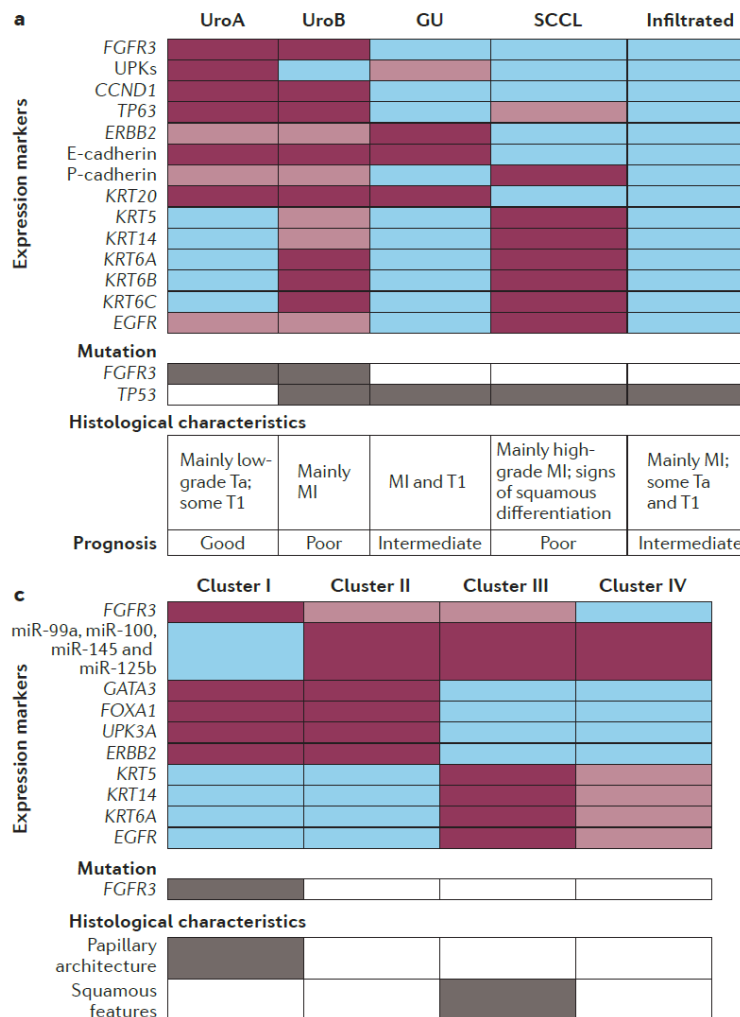 a
UroA UroB GU SCCL Infiltrated
Expression markers
FGFR3
UPKs
CCND1
TP63
ERBB2
E-cadherin
P-cadherin
KRT20
KRT5
KRT14
KRT6A
KRT6B
KRT6C
EGFR
Mutation
FGFR3
TP53
Histological characteristics
Mainly low-
grade Ta;
some T1
Mainly
MI
MI and T1
Mainly high-
grade MI; signs
of squamous
differentiation
Mainly MI;
some Ta
and T1
Prognosis Good Poor Intermediate Poor Intermediate
c
Cluster I Cluster II Cluster III Cluster IV
Expression markers
FGFR3
miR-99a, miR-100,
miR-145 and
miR-125b
GATA3
FOXA1
UPK3A
ERBB2
KRT5
KRT14
KRT6A
EGFR
Mutation
FGFR3
Histological characteristics
Papillary
architecture
Squamous
features